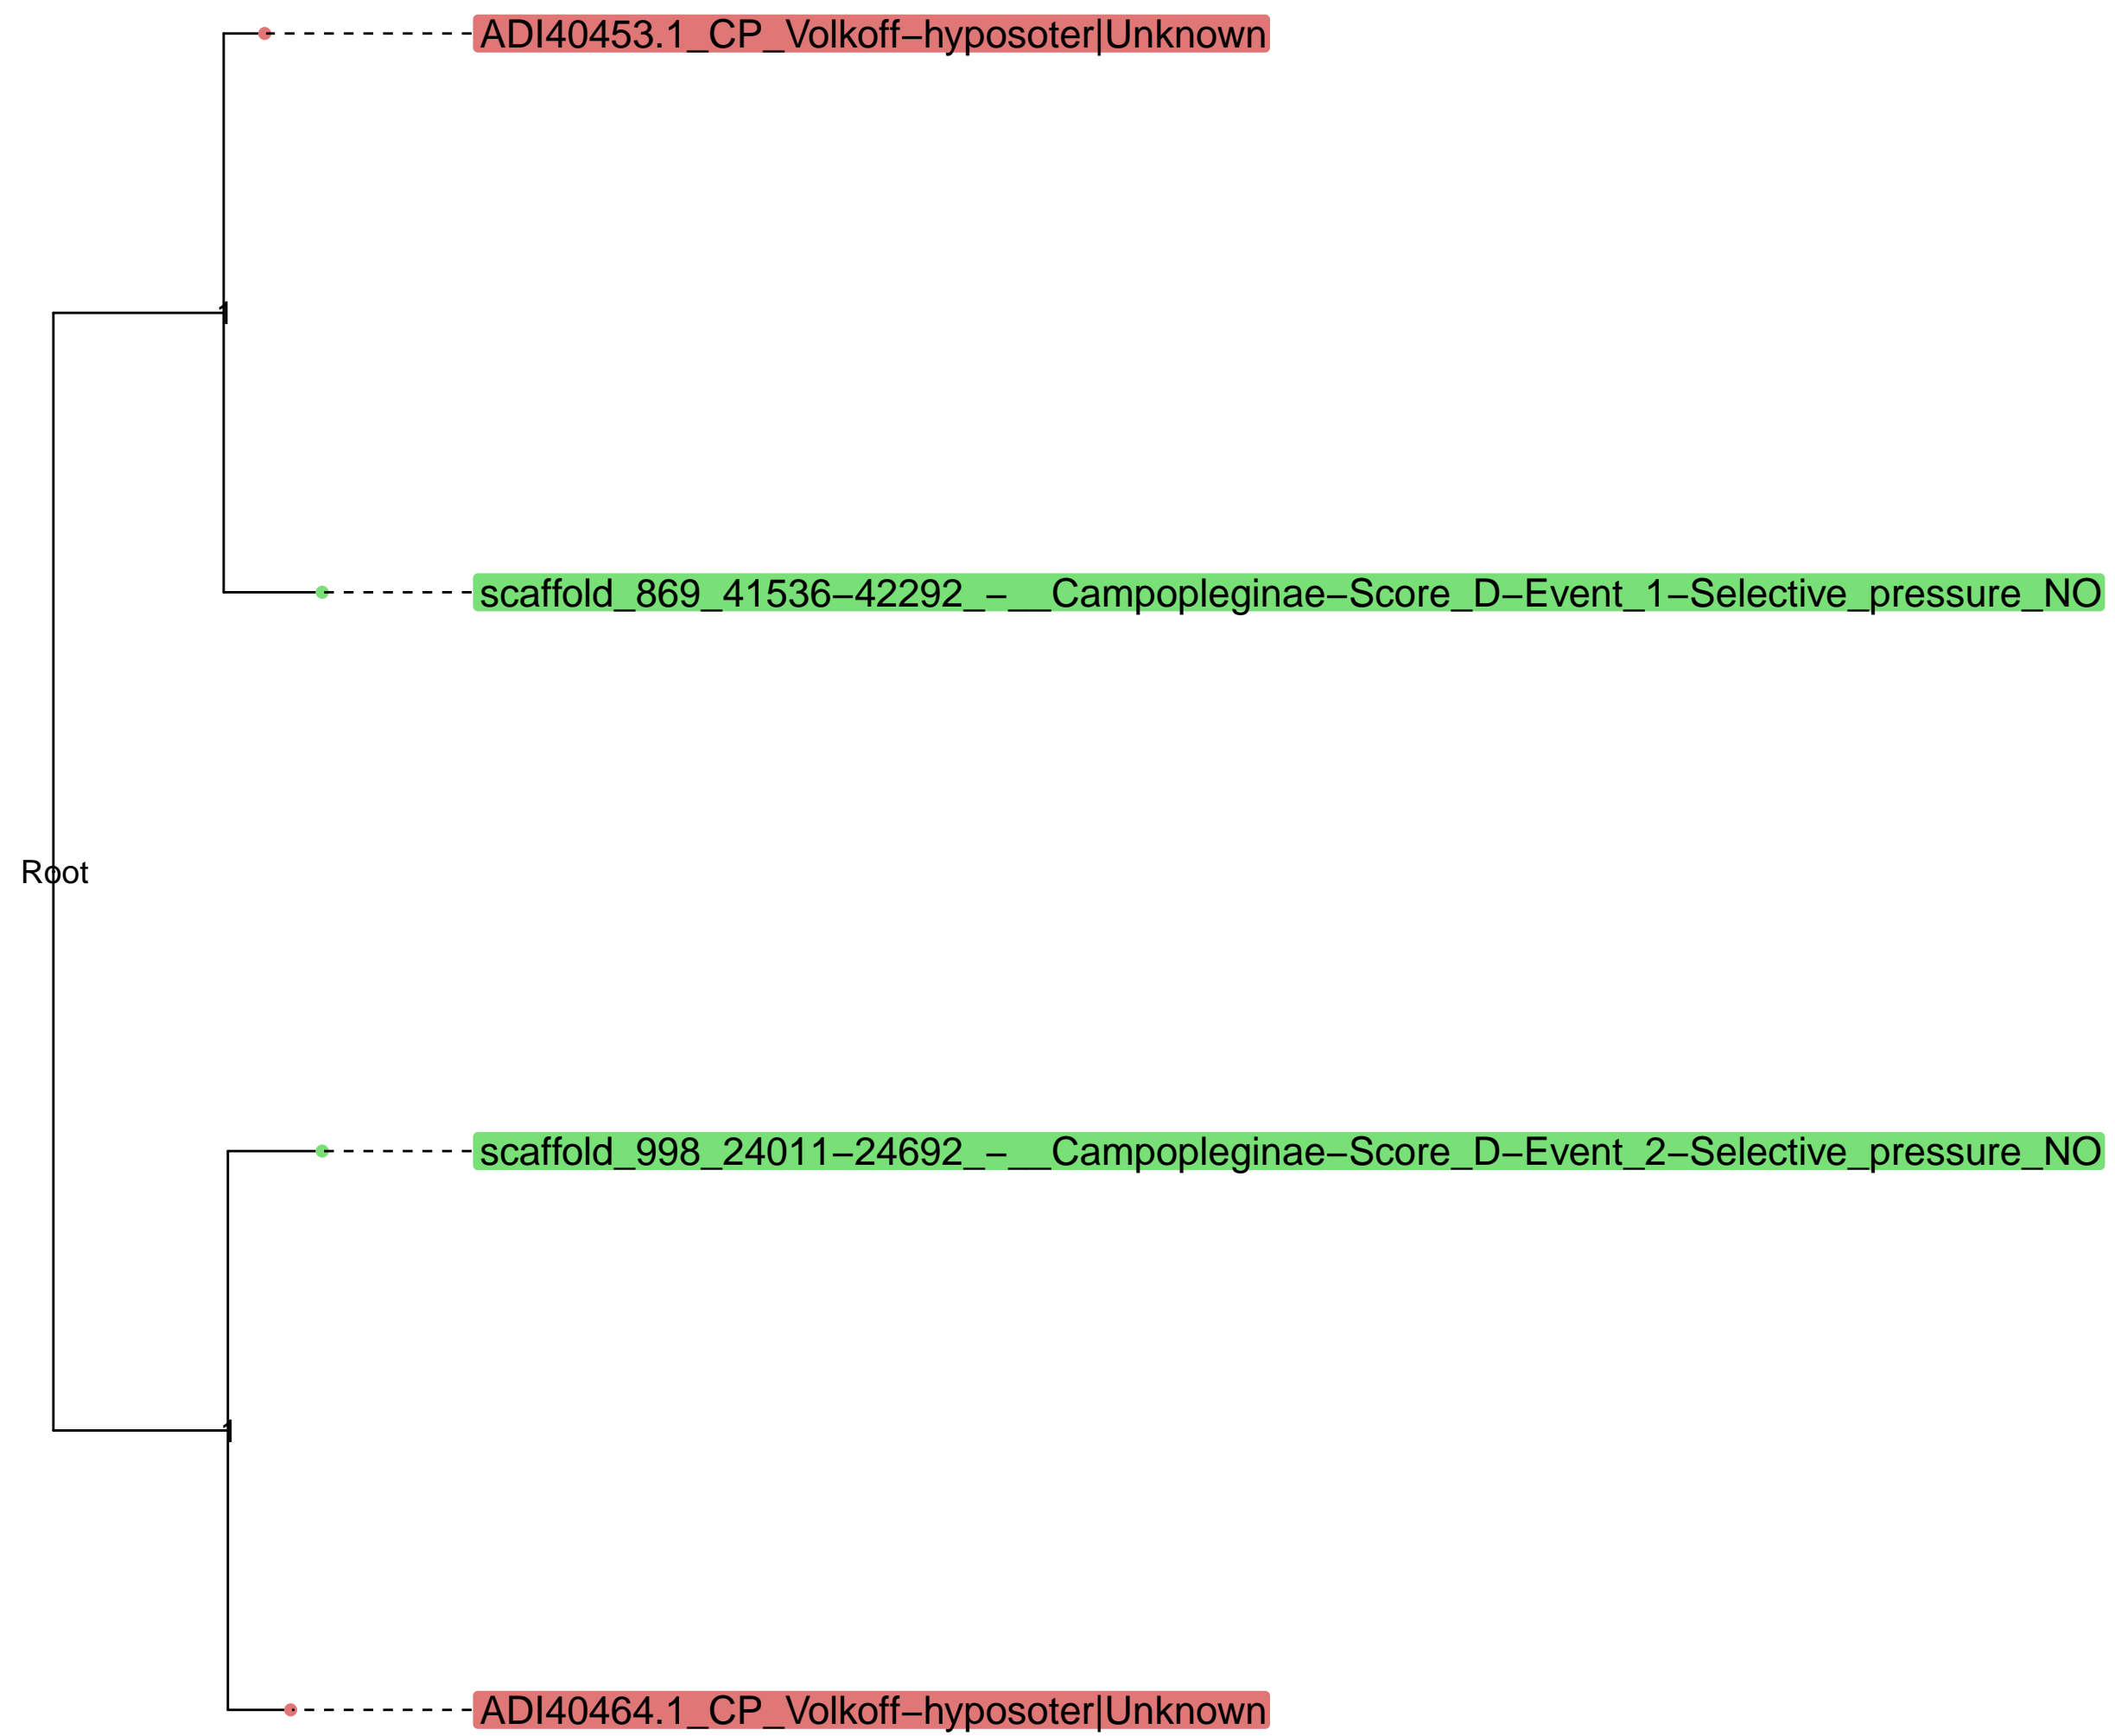 ADI40453.1_CP_Volkoff−hyposoter|Unknown
1
scaffold_869_41536−42292_−__Campopleginae−Score_D−Event_1−Selective_pressure_NO
Root
scaffold_998_24011−24692_−__Campopleginae−Score_D−Event_2−Selective_pressure_NO
1
ADI40464.1_CP_Volkoff−hyposoter|Unknown